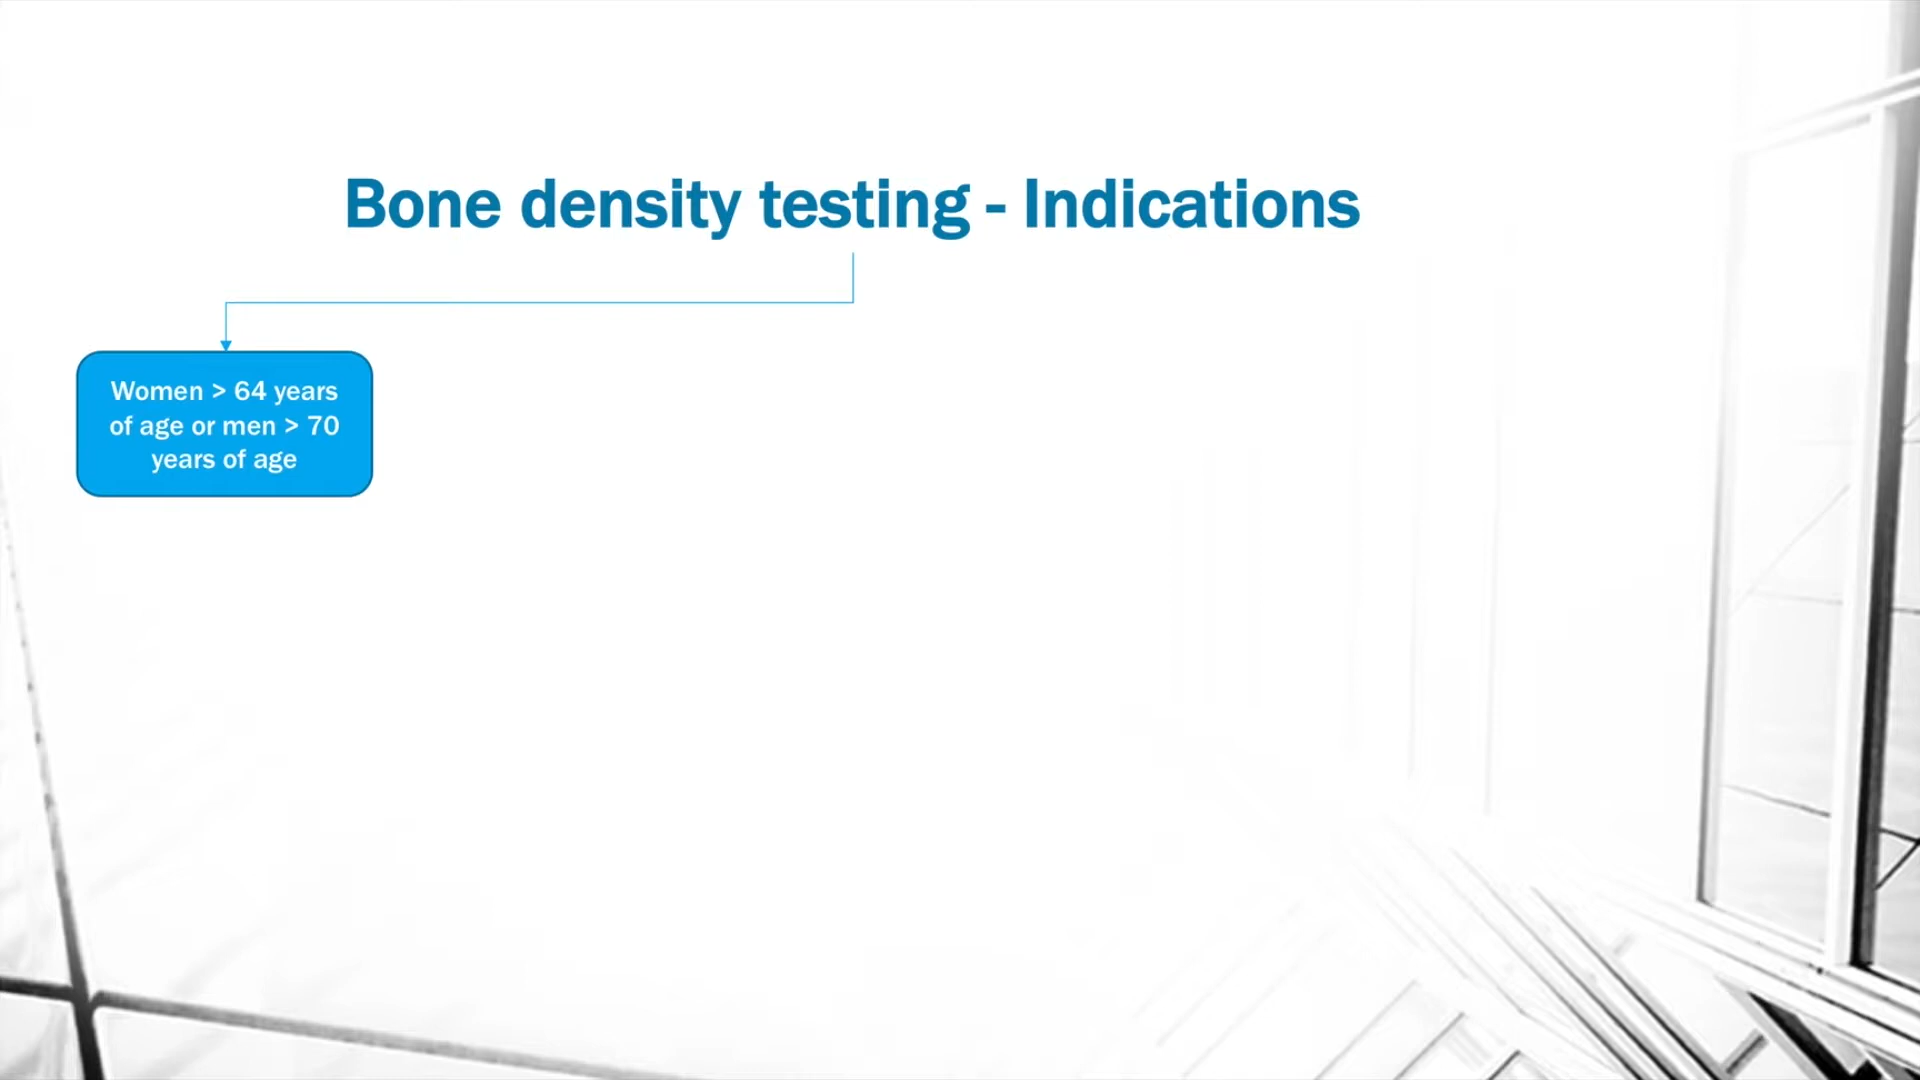 Bone density testing - Indications
Women > 64 years
of age or men > 70
years of age